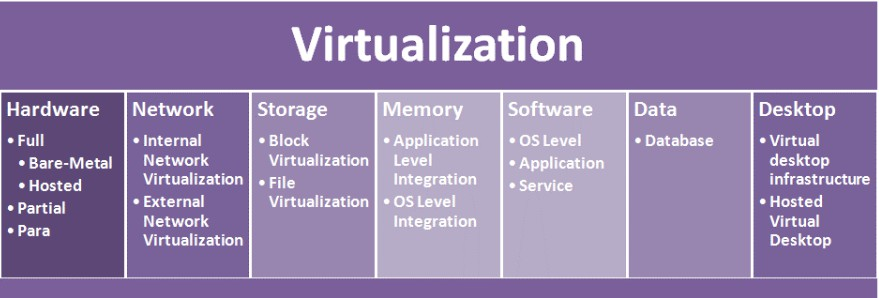 Virtualization
Hardware
• Full
• Bare-Metal
• Hosted
• Partial
• Para
Network
• Internal
Network
Virtualization
• External
Network
Virtualization
Storage
• Block
Virtualization
• File
Virtualization
Memory
• Application
Level
Integration
• OS Level
Integration
Software
• OS Level
• Application
• Service
Data
• Database
Desktop
• Virtual
desktop
infrastructure
• Hosted
Virtual
Desktop